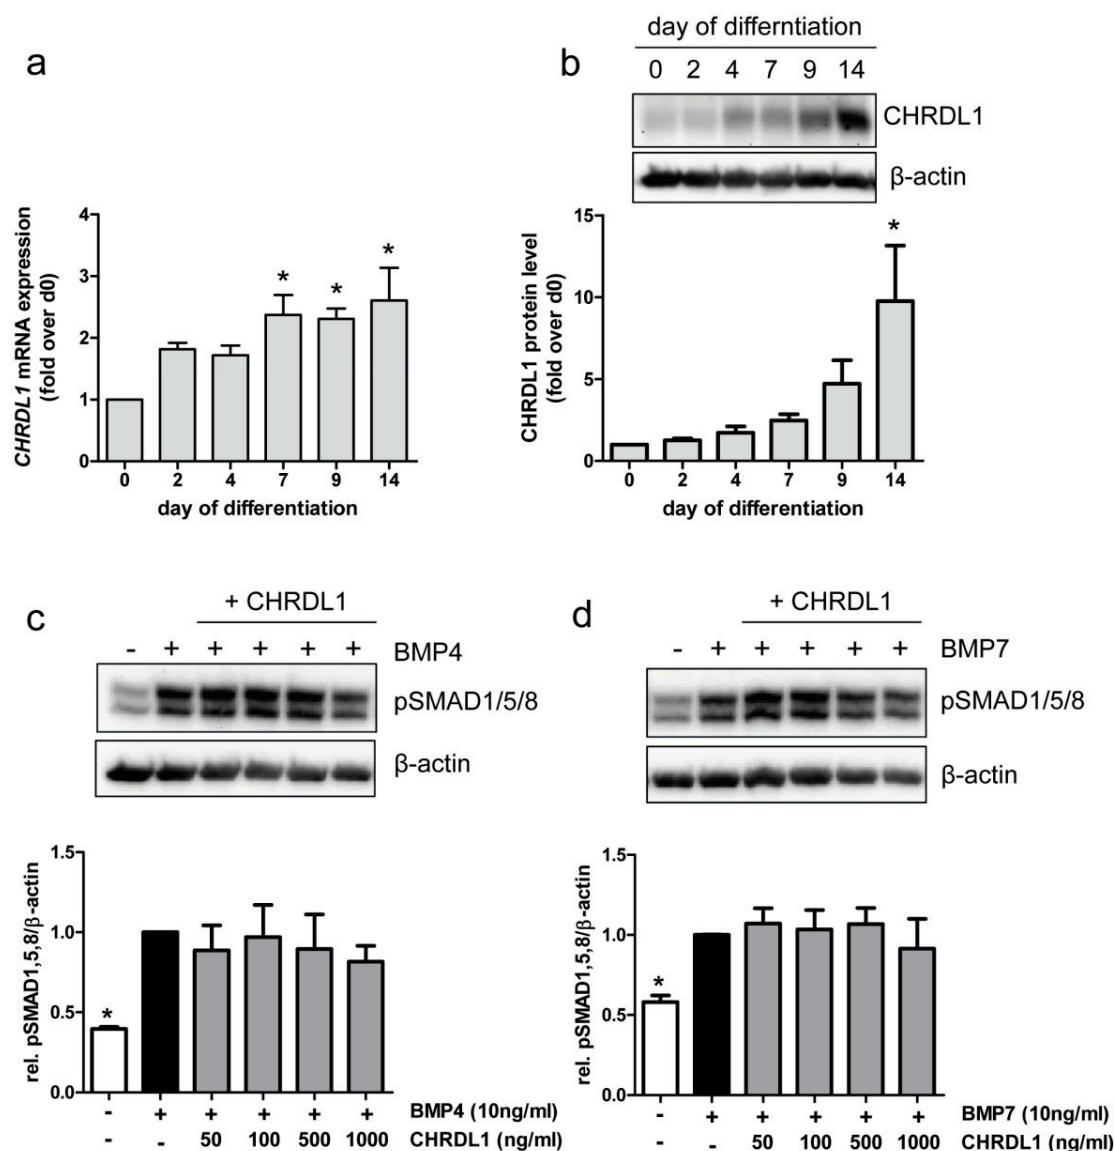 a
CHRDL1 mRNA expression
(fold over d0)
4
3
2
1
0
* * *
0 2 4 7 9 14
day of differentiation
b
day of differntiation
0 2 4 7 9 14
CHRDL1
β-actin
CHRDL1 protein level
(fold over d0)
15
10
5
0
*
0 2 4 7 9 14
day of differentiation
c
+ CHRDL1
- + + + + + BMP4
pSMAD1/5/8
β-actin
rel. pSMAD1,5,8/β-actin
1.5
1.0
0.5
0.0
*
- + + + + + BMP4 (10ng/ml)
- - 50 100 500 1000 CHRDL1 (ng/ml)
d
+ CHRDL1
- + + + + + BMP7
pSMAD1/5/8
β-actin
rel. pSMAD1,5,8/β-actin
1.5
1.0
0.5
0.0
*
- + + + + + BMP7 (10ng/ml)
- - 50 100 500 1000 CHRDL1 (ng/ml)